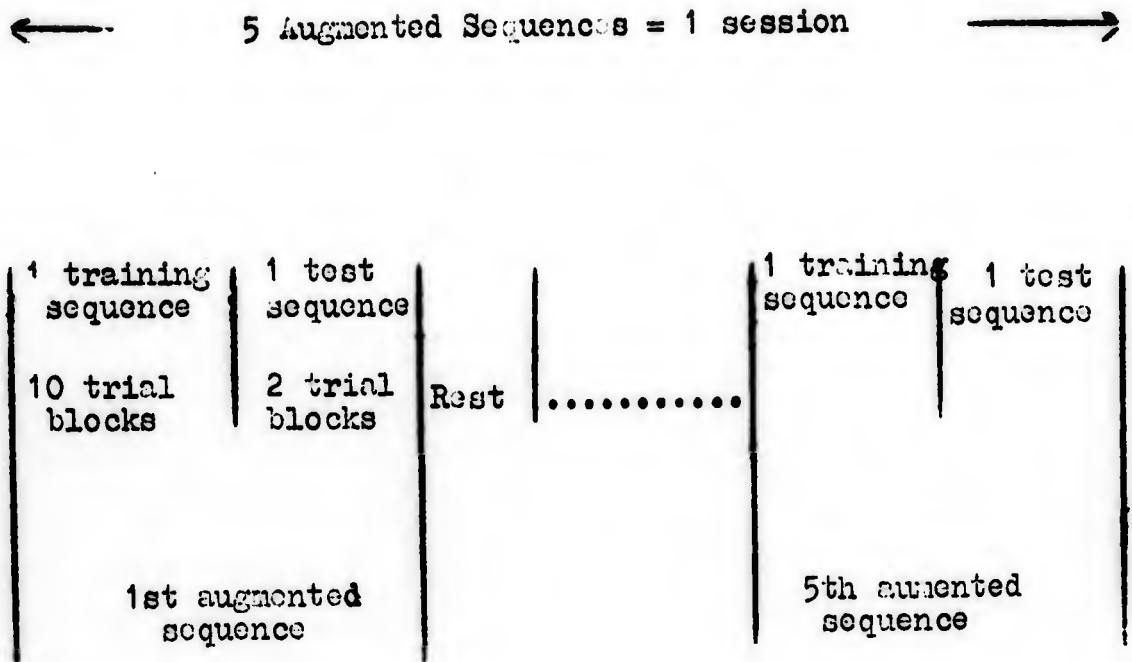 5 Augmented Sequences = 1 session
1 training
sequence
10 trial
blocks
1 test
sequence
2 trial
blocks
Rest
...........
1 training
sequence
1 test
sequence
1st augmented
sequence
5th aumented
sequence